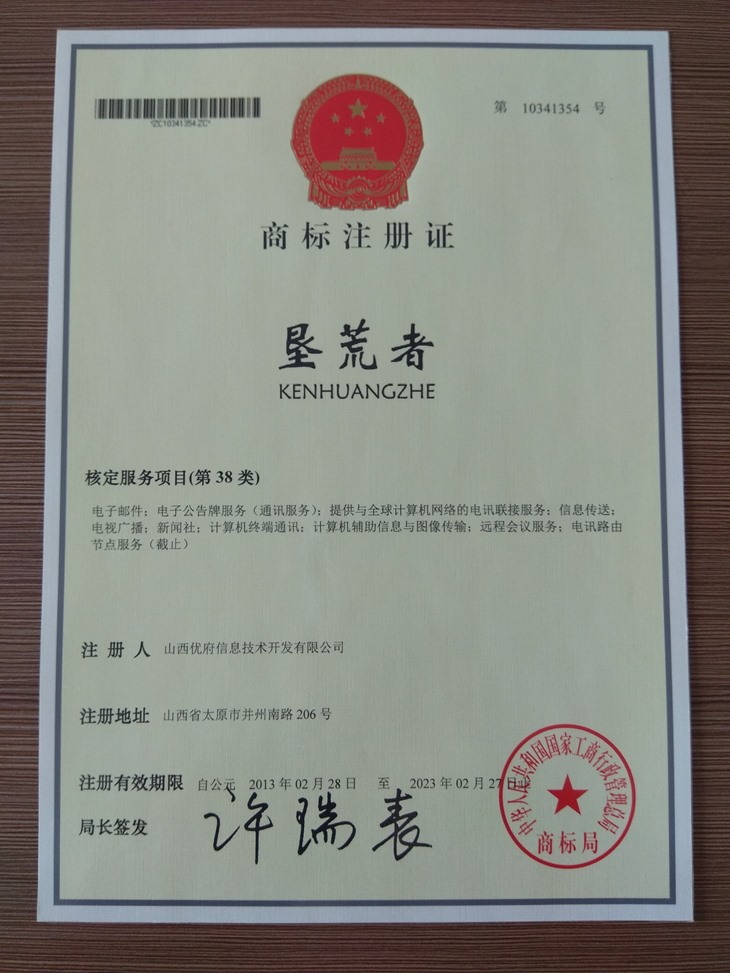 *ZC10341354ZC*
第 10341354 号
商标注册证
垦荒者
KENHUANGZHE
核定服务项目(第 38 类)
电子邮件；电子公告牌服务（通讯服务）；提供与全球计算机网络的电讯联接服务；信息传送；
电视广播；新闻社；计算机终端通讯；计算机辅助信息与图像传输；远程会议服务；电讯路由
节点服务（截止）
注 册 人 山西优府信息技术开发有限公司
注册地址 山西省太原市并州南路 206 号
注册有效期限 自公元 2013 年 02 月 28 日 至 2023 年 02 月 27 日止
局长签发 许瑞表
中华人民共和国国家工商行政管理总局
商标局